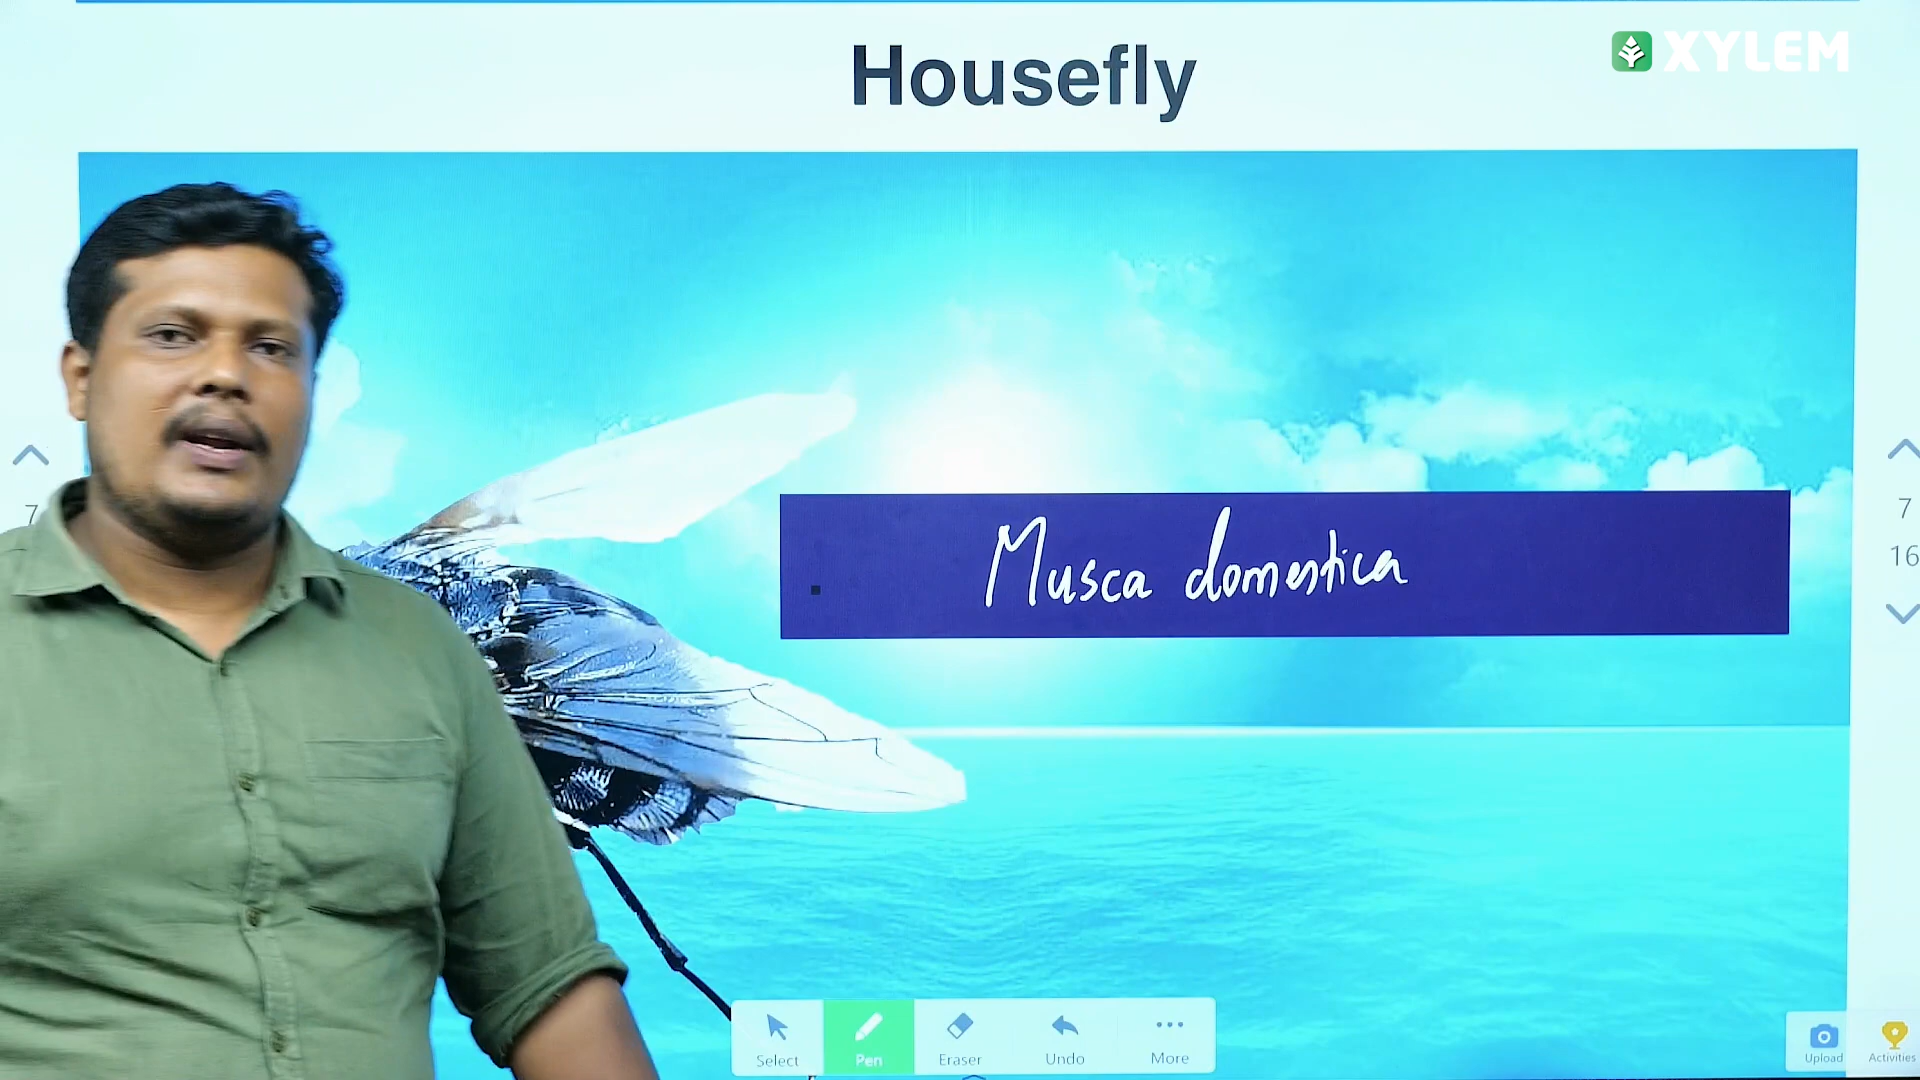 XYLEM
Housefly
7
7
16
Musca domestica
Select
Pen
Eraser
Undo
More
Upload
Activities